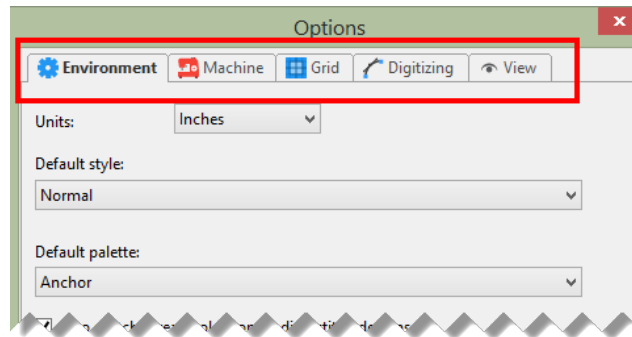 Options
Environment Machine Grid Digitizing View
Units: Inches
Default style:
Normal
Default palette:
Anchor